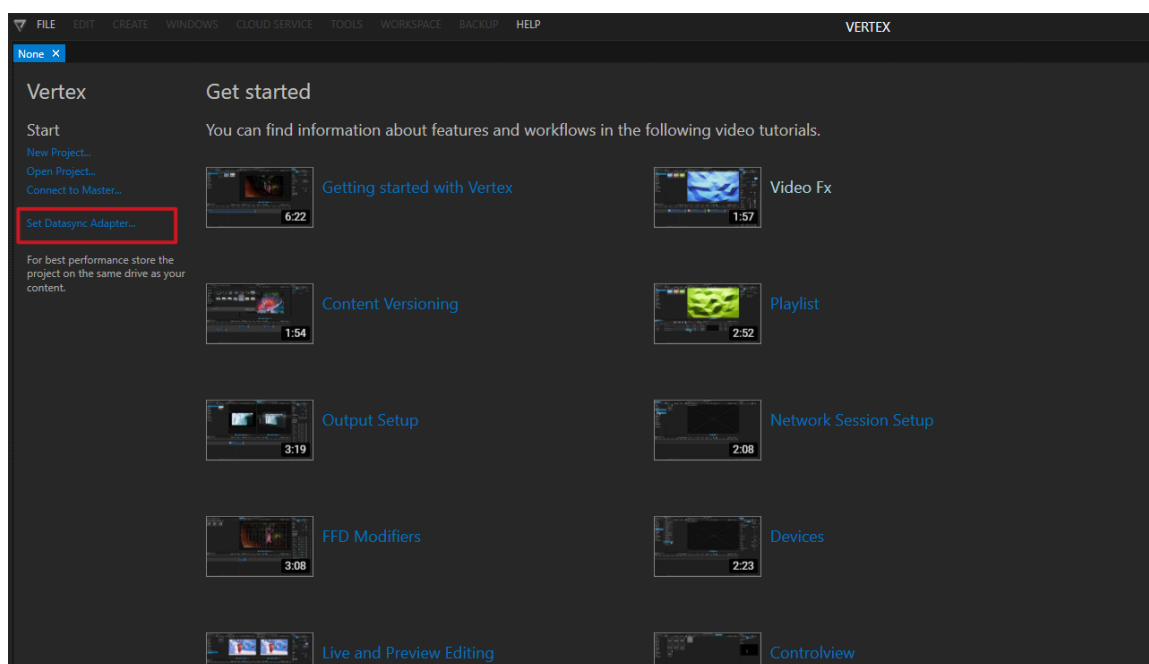 FILE EDIT CREATE WINDOWS CLOUD SERVICE TOOLS WORKSPACE BACKUP HELP VERTEX
None ✕
Vertex
Start
New Project...
Open Project...
Connect to Master...
Set Datasync Adapter...
For best performance store the
project on the same drive as your
content.
Get started
You can find information about features and workflows in the following video tutorials.
6:22
Getting started with Vertex
1:57
Video Fx
1:54
Content Versioning
2:52
Playlist
3:19
Output Setup
2:08
Network Session Setup
3:08
FFD Modifiers
2:23
Devices
Live and Preview Editing
Controlview